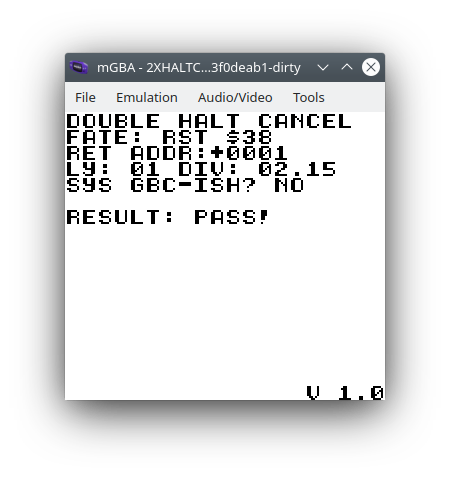 mGBA - 2XHALTC...3f0deab1-dirty
File Emulation Audio/Video Tools
DOUBLE HALT CANCEL
FATE: RST $38
RET ADDR:+0001
LY: 01 DIV: 02.15
SYS GBC-ISH? NO
RESULT: PASS!
V 1.0